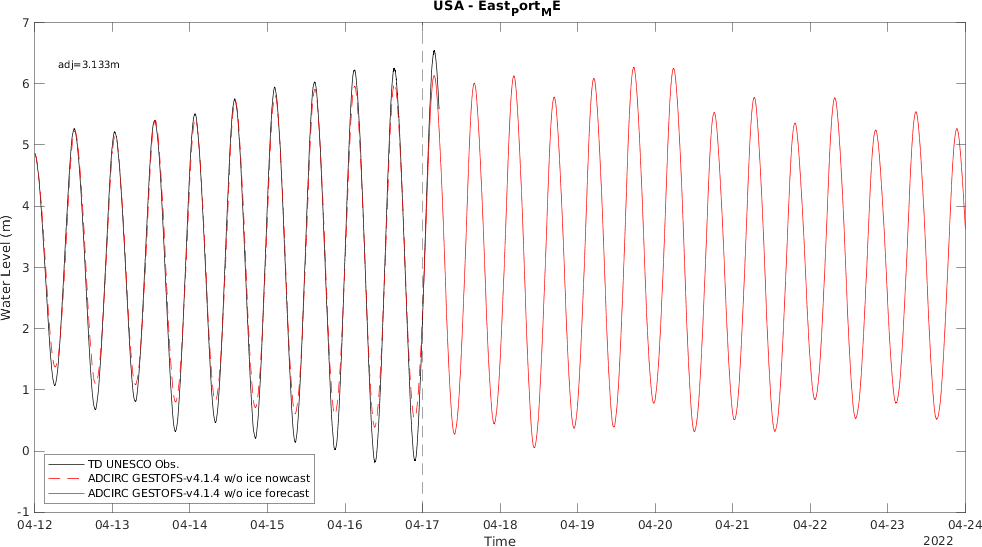 USA - EastPortME
7
6
5
4
3
2
1
0
-1
adj=3.133m
Water Level (m)
TD UNESCO Obs.
ADCIRC GESTOFS-v4.1.4 w/o ice nowcast
ADCIRC GESTOFS-v4.1.4 w/o ice forecast
04-12 04-13 04-14 04-15 04-16 04-17 04-18 04-19 04-20 04-21 04-22 04-23 04-24
Time
2022